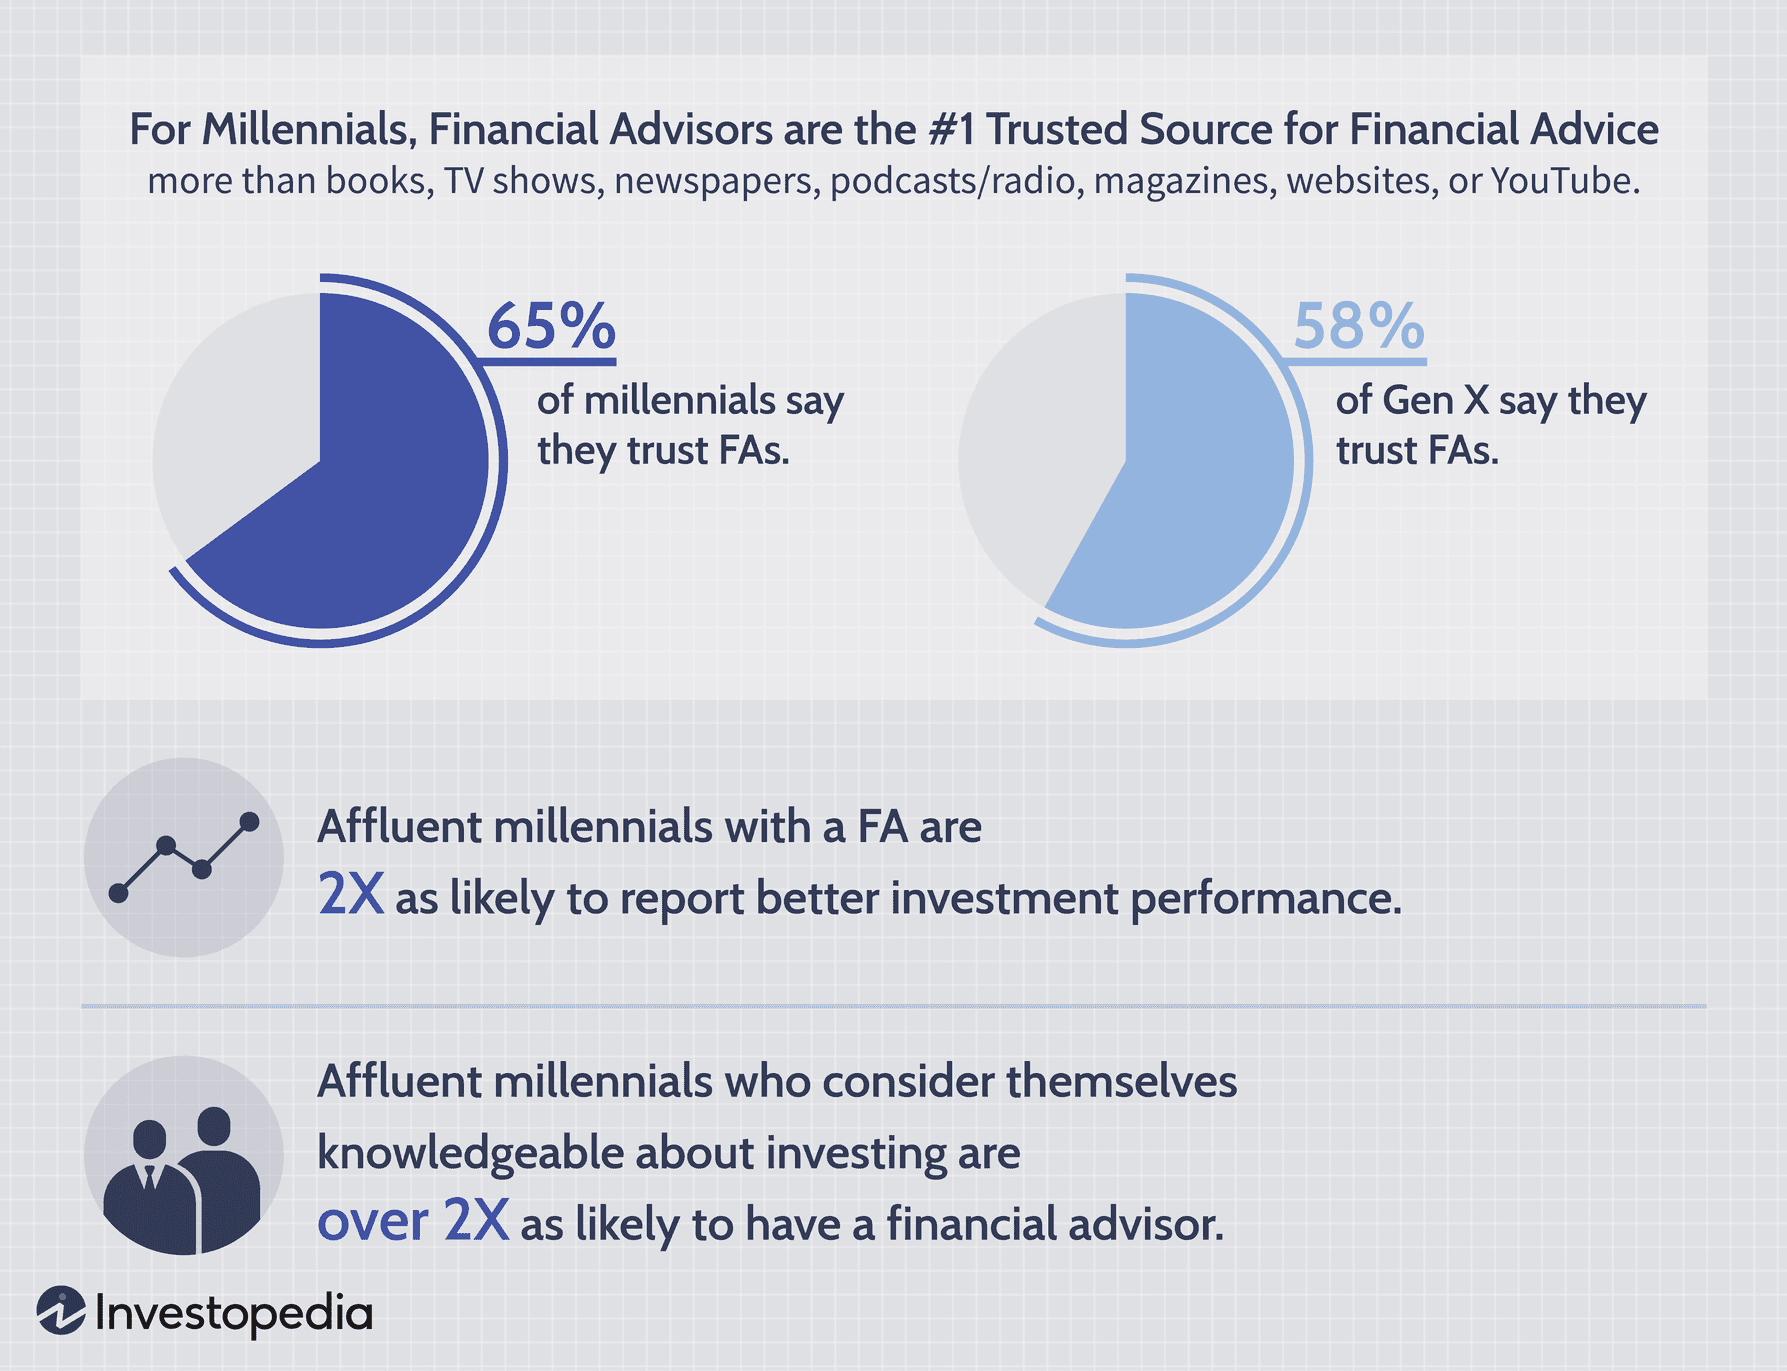 For Millennials, Financial Advisors are the #1 Trusted Source for Financial Advice
more than books, TV shows, newspapers, podcasts/radio, magazines, websites, or YouTube.
65%
of millennials say
they trust FAs.
58%
of Gen X say they
trust FAs.
Affluent millennials with a FA are
2X as likely to report better investment performance.
Affluent millennials who consider themselves
knowledgeable about investing are
over 2X as likely to have a financial advisor.
Investopedia